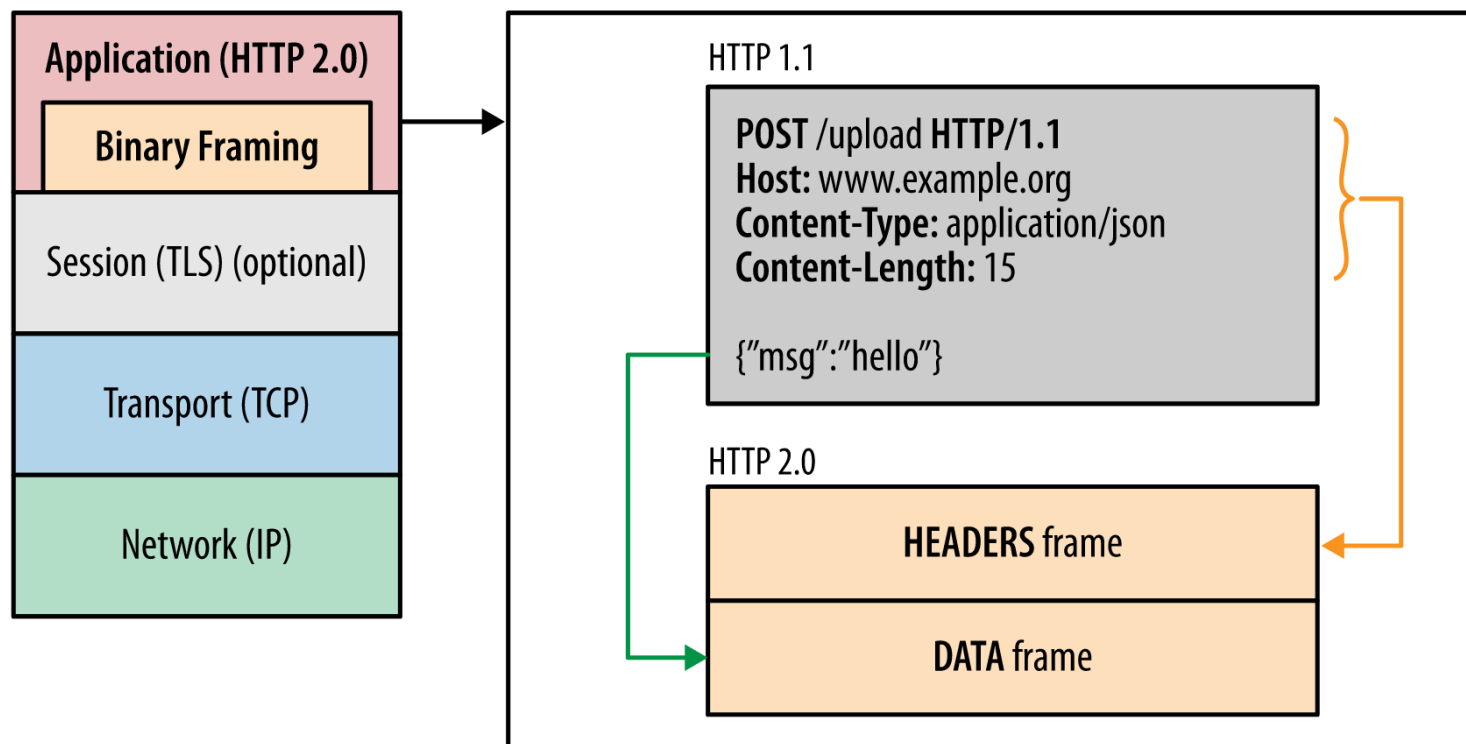 Application (HTTP 2.0)
Binary Framing
Session (TLS) (optional)
Transport (TCP)
Network (IP)
HTTP 1.1
POST /upload HTTP/1.1
Host: www.example.org
Content-Type: application/json
Content-Length: 15
{”msg”:”hello”}
HTTP 2.0
HEADERS frame
DATA frame